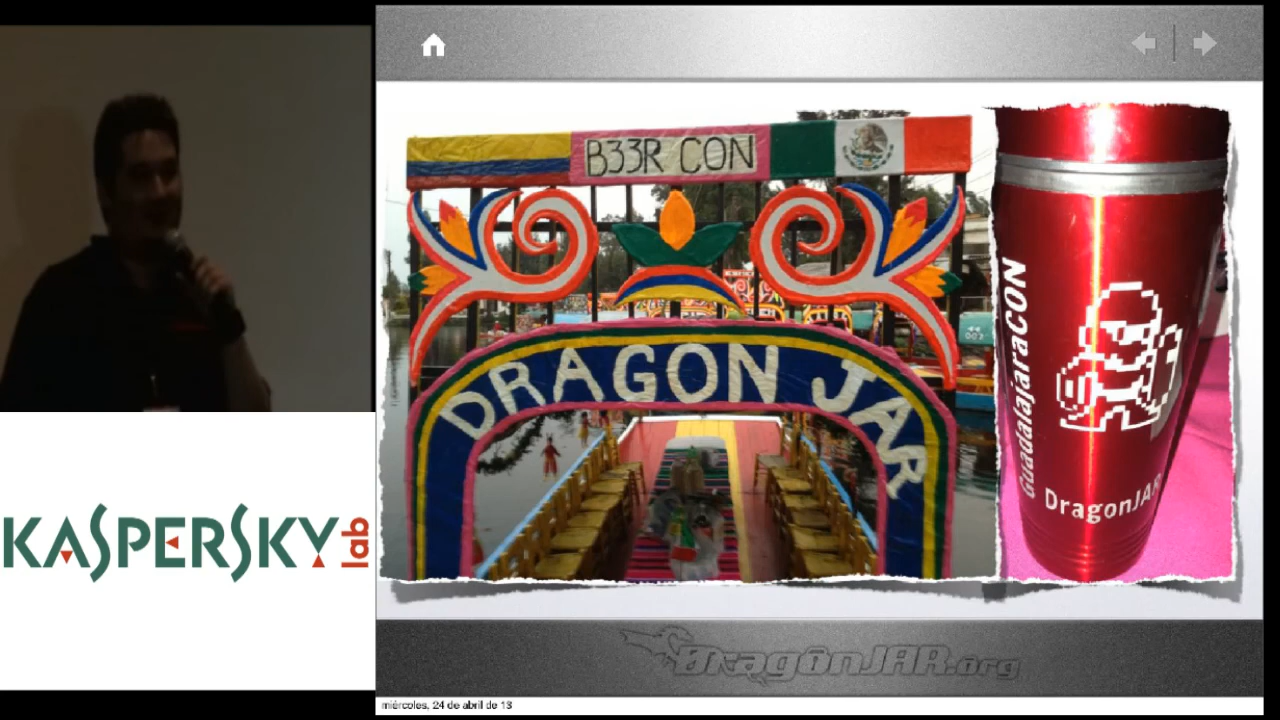 B33R CON
DRAGON JAR
GuadalajaraCON
DragonJAR
KASPERSKY lab
DragonJAR.org
miércoles, 24 de abril de 13